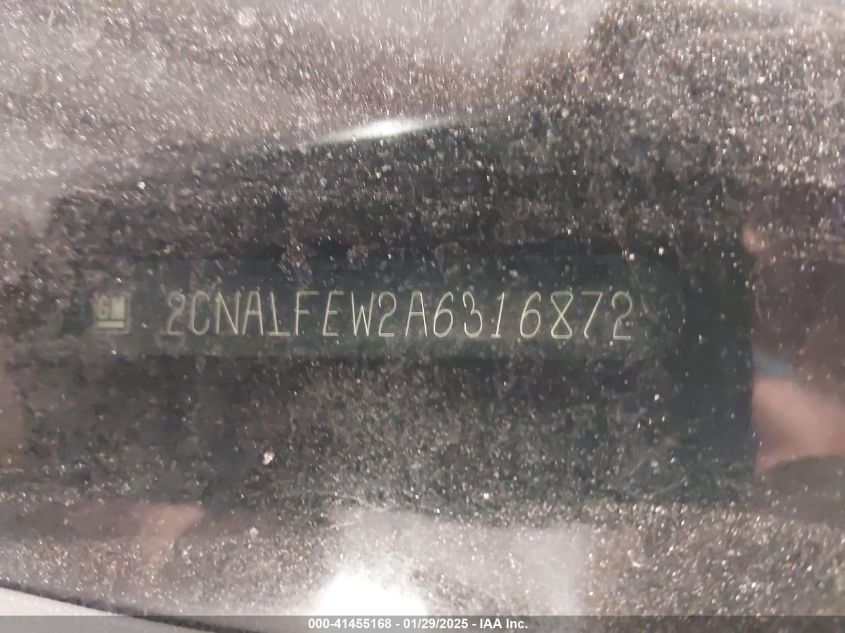 GM 2CNALFEW2A6316872
000-41455168 - 01/29/2025 - IAA Inc.